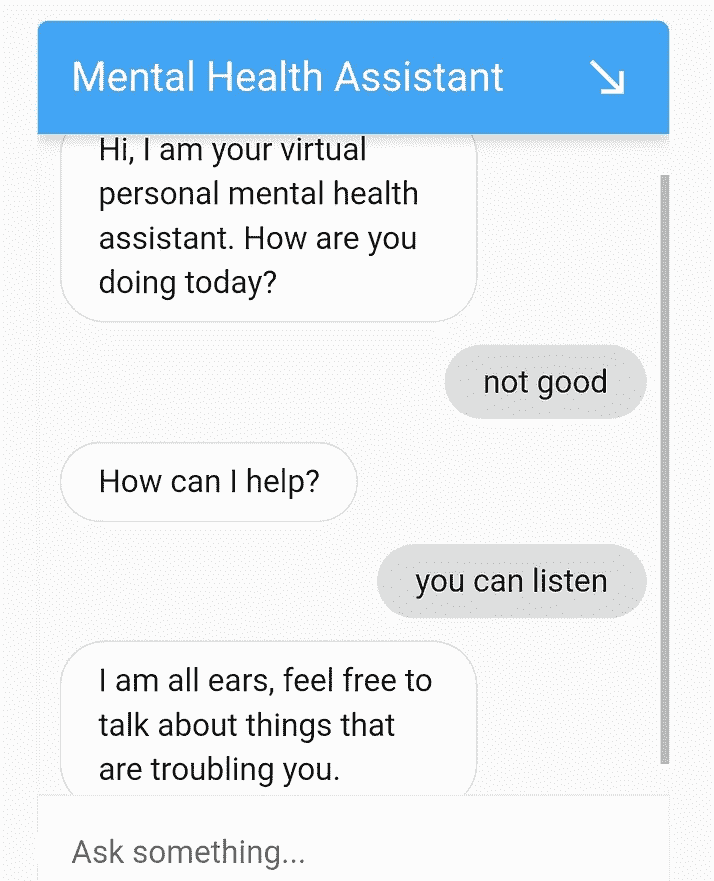 Mental Health Assistant
Hi, I am your virtual
personal mental health
assistant. How are you
doing today?
not good
How can I help?
you can listen
I am all ears, feel free to
talk about things that
are troubling you.
Ask something...